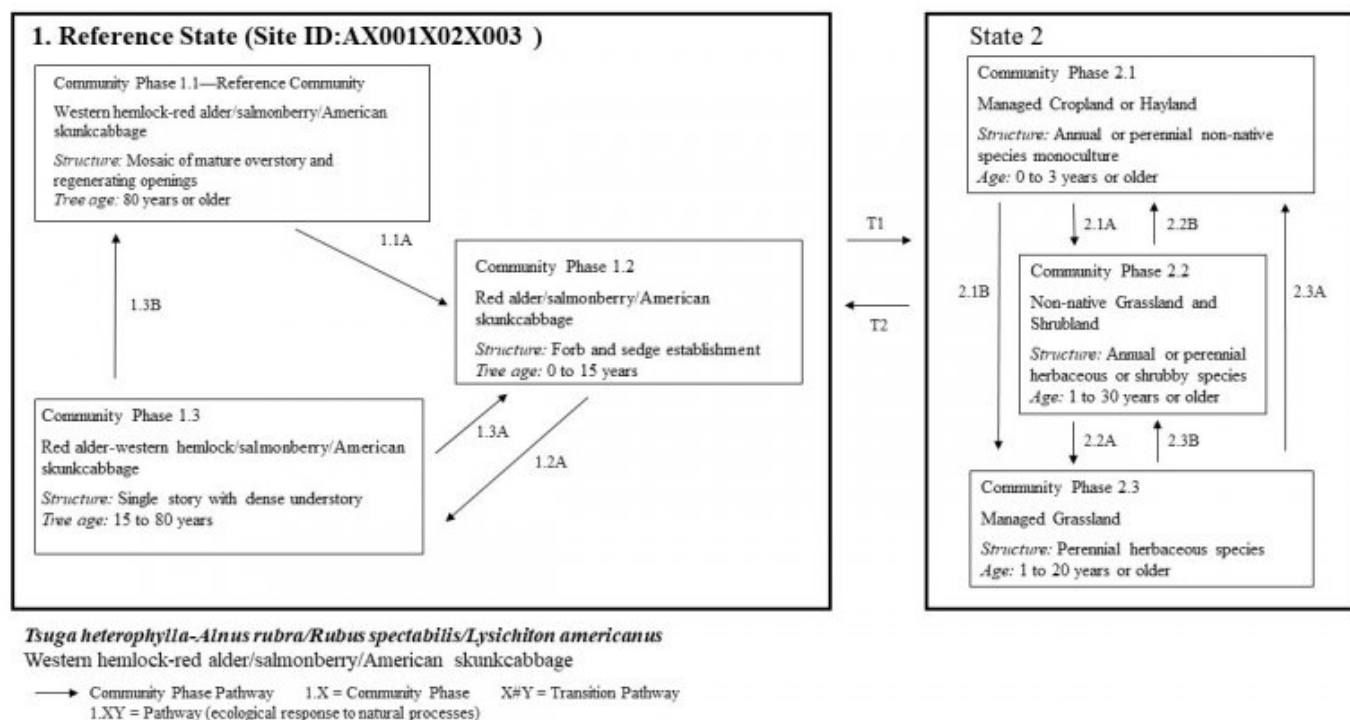 1. Reference State (Site ID:AX001X02X003 )
Community Phase 1.1—Reference Community
Western hemlock-red alder/salmonberry/American
skunkcabbage
Structure: Mosaic of mature overstory and
regenerating openings
Tree age: 80 years or older
1.1A
1.3B
Community Phase 1.2
Red alder/salmonberry/American
skunkcabbage
Structure: Forb and sedge establishment
Tree age: 0 to 15 years
Community Phase 1.3
Red alder-western hemlock/salmonberry/American
skunkcabbage
Structure: Single story with dense understory
Tree age: 15 to 80 years
1.3A
1.2A
T1
T2
State 2
Community Phase 2.1
Managed Cropland or Hayland
Structure: Annual or perennial non-native
species monoculture
Age: 0 to 3 years or older
2.1A
2.2B
2.1B
Community Phase 2.2
Non-native Grassland and
Shrubland
Structure: Annual or perennial
herbaceous or shrubby species
Age: 1 to 30 years or older
2.3A
2.2A
2.3B
Community Phase 2.3
Managed Grassland
Structure: Perennial herbaceous species
Age: 1 to 20 years or older
Tsuga heterophylla-Alnus rubra/Rubus spectabilis/Lysichiton americanus
Western hemlock-red alder/salmonberry/American skunkcabbage
Community Phase Pathway 1.X = Community Phase X#Y = Transition Pathway
1.XY = Pathway (ecological response to natural processes)